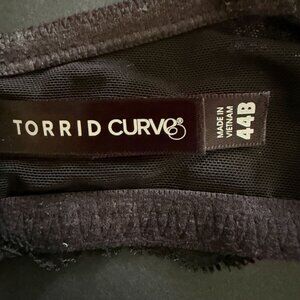 TORRID CURVE®
MADE IN
VIETNAM
44B